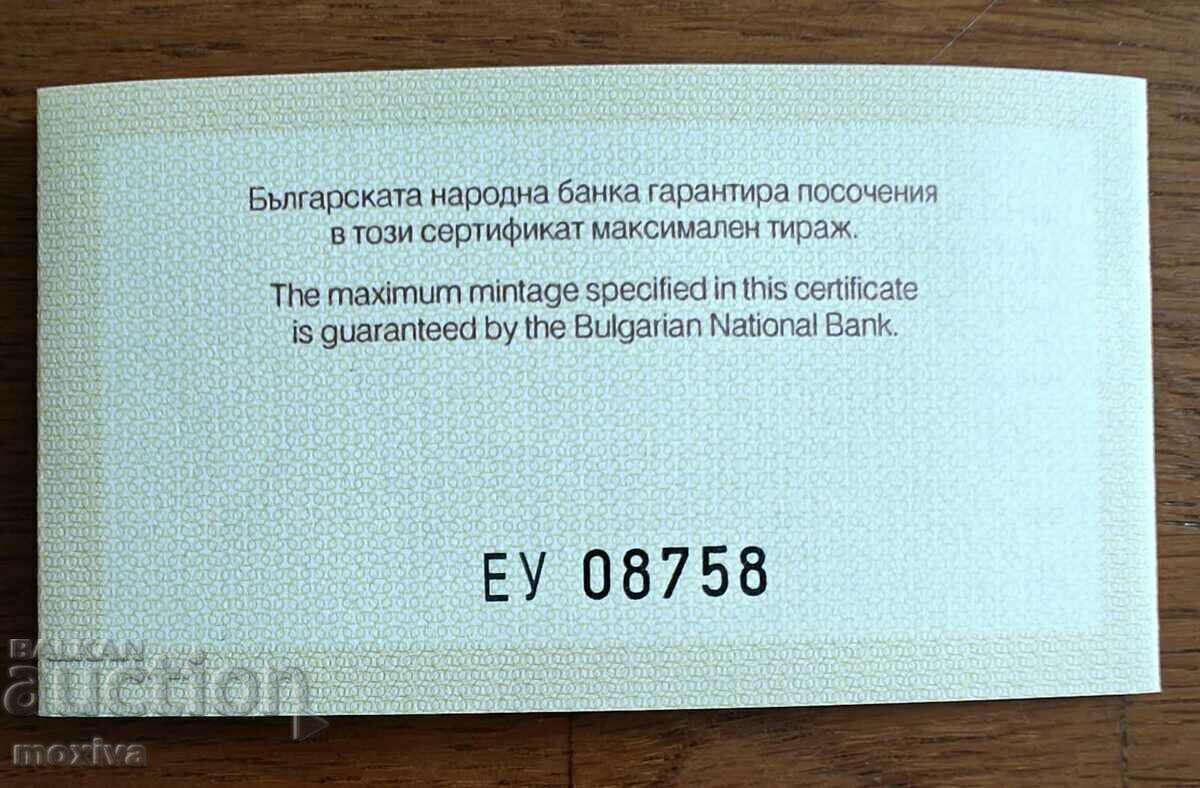 Българската народна банка гарантира посочения
в този сертификат максимален тираж.
The maximum mintage specified in this certificate
is guaranteed by the Bulgarian National Bank.
ЕУ 08758
BALKAN
auction
moxiva